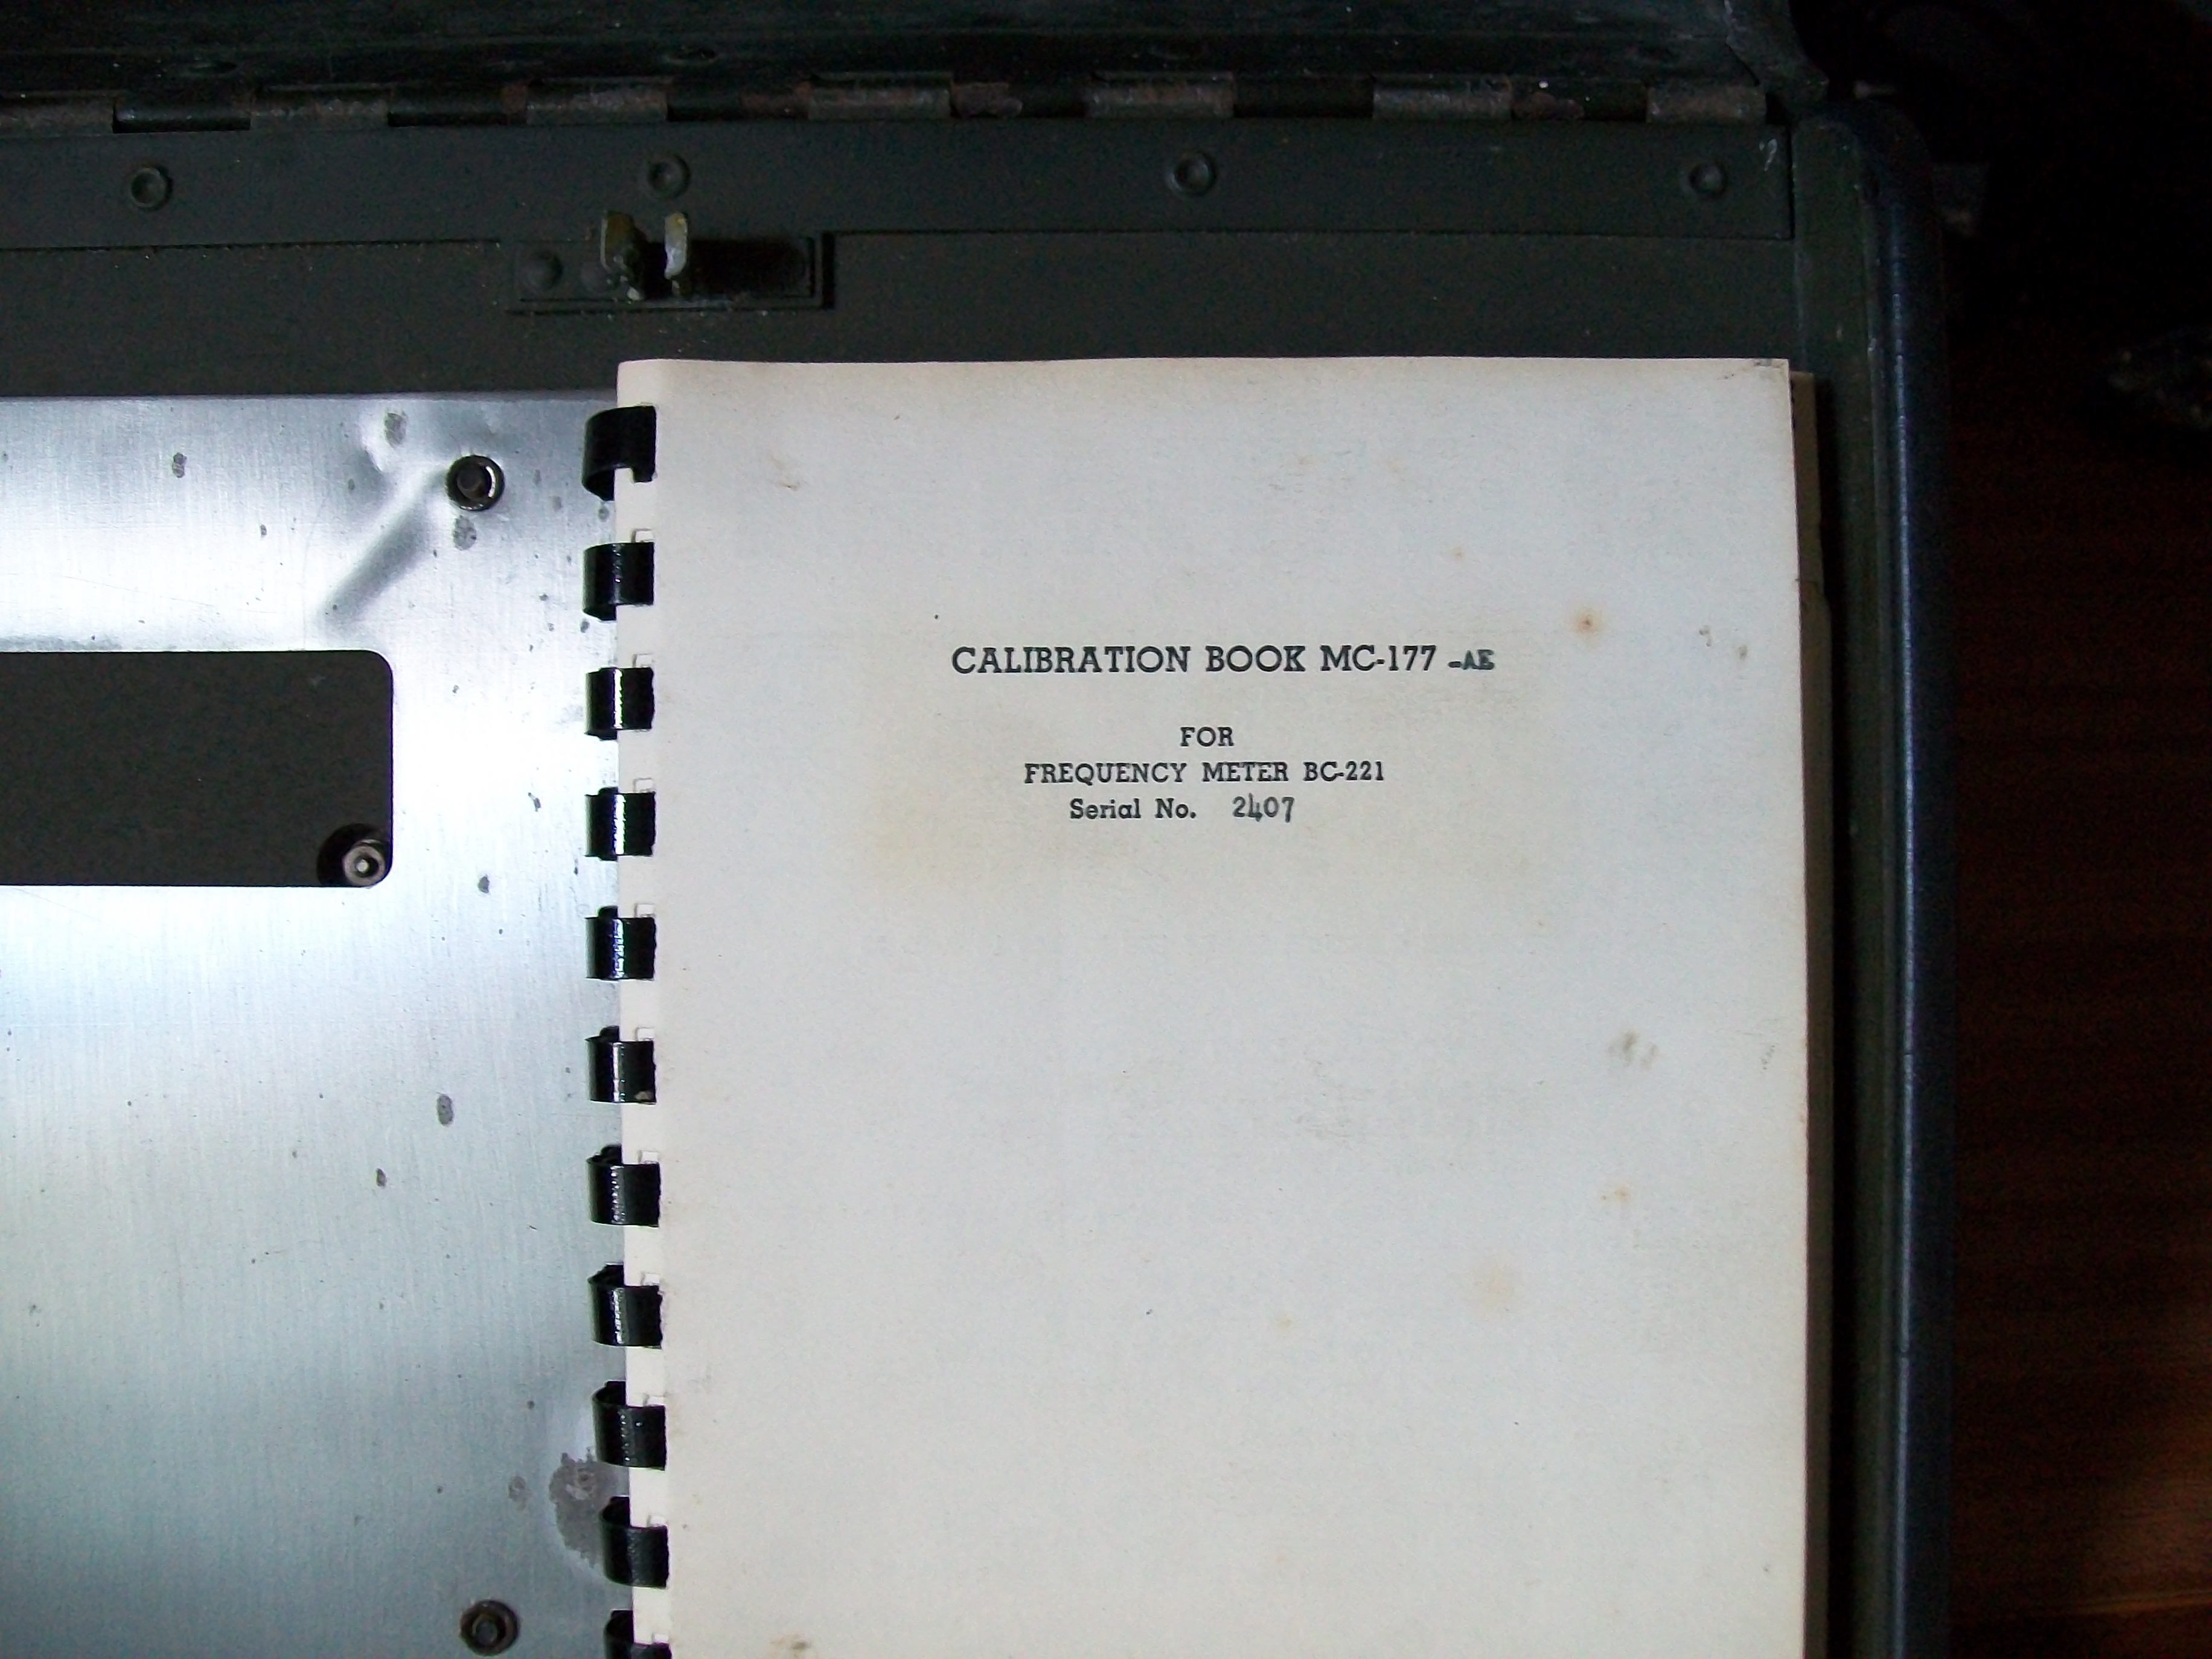 CALIBRATION BOOK MC-177 -AE
FOR
FREQUENCY METER BC-221
Serial No. 2407